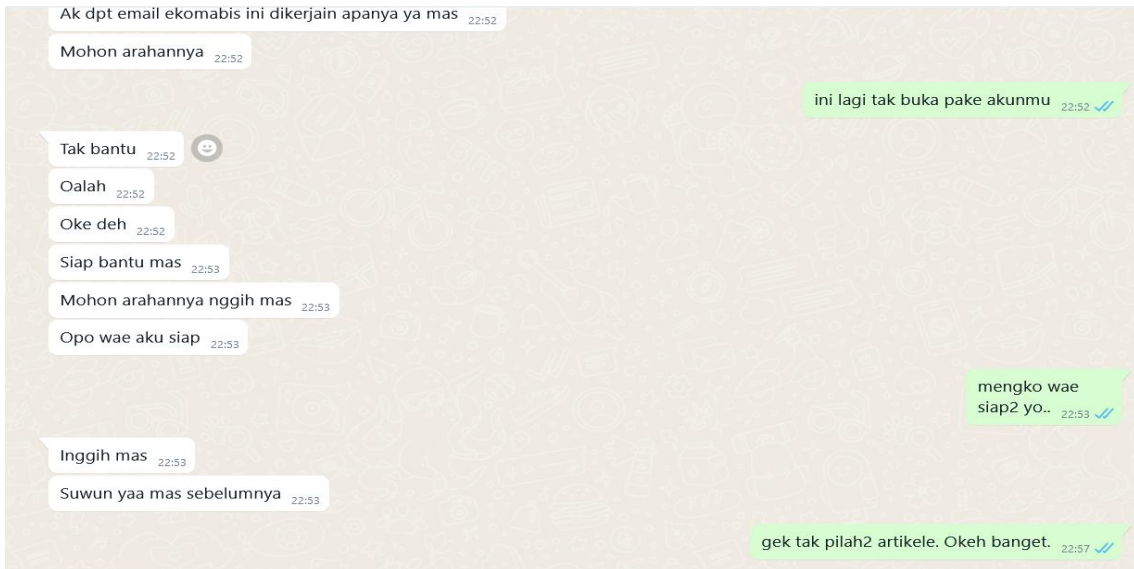 Ak dpt email ekomabis ini dikerjain apanya ya mas 22:52
Mohon arahannya 22:52
ini lagi tak buka pake akunmu 22:52
Tak bantu 22:52
Oalah 22:52
Oke deh 22:52
Siap bantu mas 22:53
Mohon arahannya nggih mas 22:53
Opo wae aku siap 22:53
mengko wae
siap2 yo.. 22:53
Inggih mas 22:53
Suwun yaa mas sebelumnya 22:53
gek tak pilah2 artikele. Okeh banget. 22:57